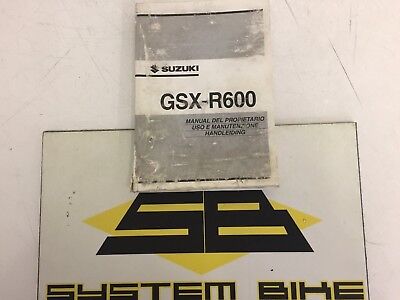 SUZUKI
GSX-R600
MANUAL DEL PROPIETARIO
USO E MANUTENZIONE
HANDLEIDING
SB
SYSTEM BIKE